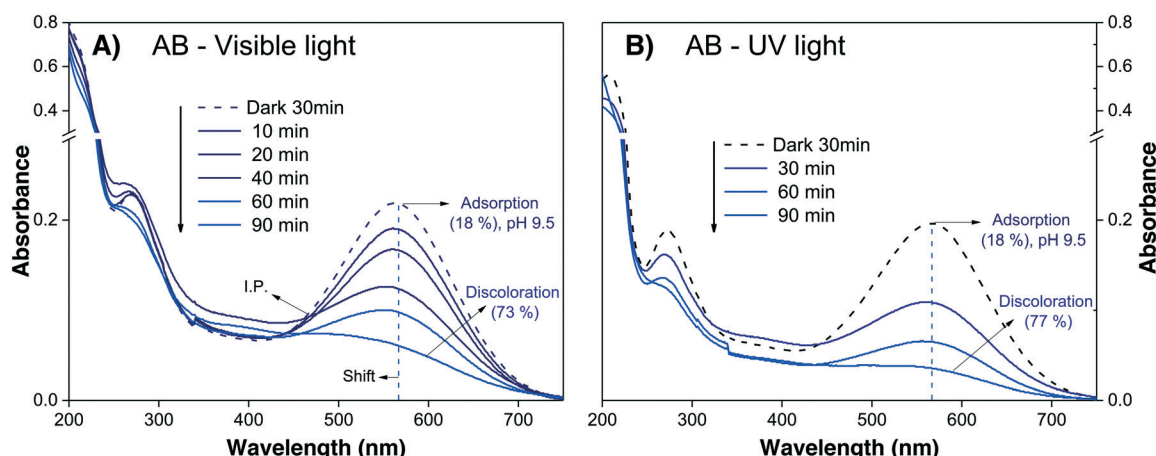 A) AB - Visible light
0.8
0.6
0.4
0.2
0.0
Absorbance
Dark 30min
10 min
20 min
40 min
60 min
90 min
Adsorption
(18 %), pH 9.5
I.P.
Discoloration
(73 %)
Shift
200 300 400 500 600 700
Wavelength (nm)
B) AB - UV light
Dark 30min
30 min
60 min
90 min
Adsorption
(18 %), pH 9.5
Discoloration
(77 %)
200 300 400 500 600 700
Wavelength (nm)
0.8
0.6
0.4
0.2
0.0
Absorbance